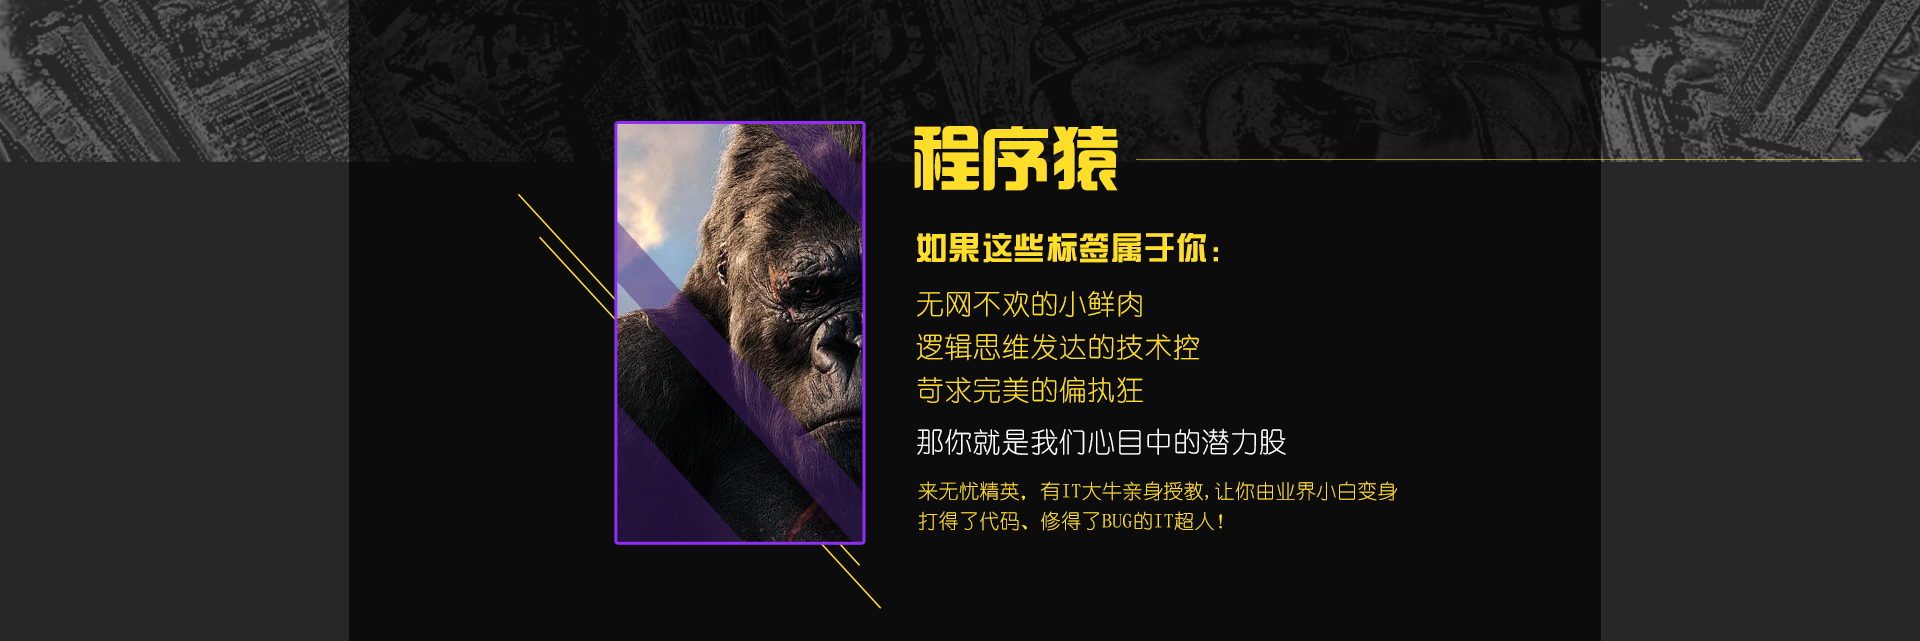 程序猿
如果这些标签属于你：
无网不欢的小鲜肉
逻辑思维发达的技术控
苛求完美的偏执狂
那你就是我们心目中的潜力股
来无忧精英，有IT大牛亲身授教,让你由业界小白变身
打得了代码、修得了BUG的IT超人！